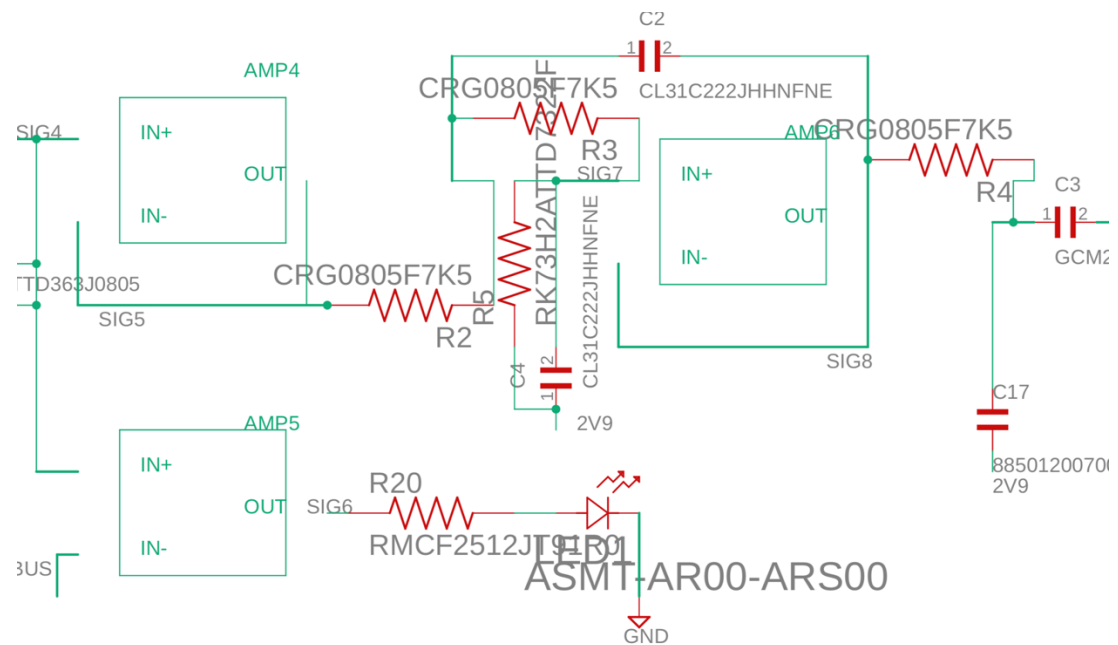 C2
1
2
CL31C222JHHNFNE
AMP4
CRG0805F7K5
R3
AMP6
CRG0805F7K5
R4
SIG4
IN+
OUT
IN-
SIG7
IN+
OUT
IN-
C3
1
2
GCM2
TTD363J0805
SIG5
CRG0805F7K5
R2
R5
CL31C222JHHNFNE
C4
2
1
2V9
SIG8
C17
88501200700
2V9
AMP5
IN+
OUT
IN-
SIG6
R20
LED1
ASMT-AR00-ARS00
GND
BUS